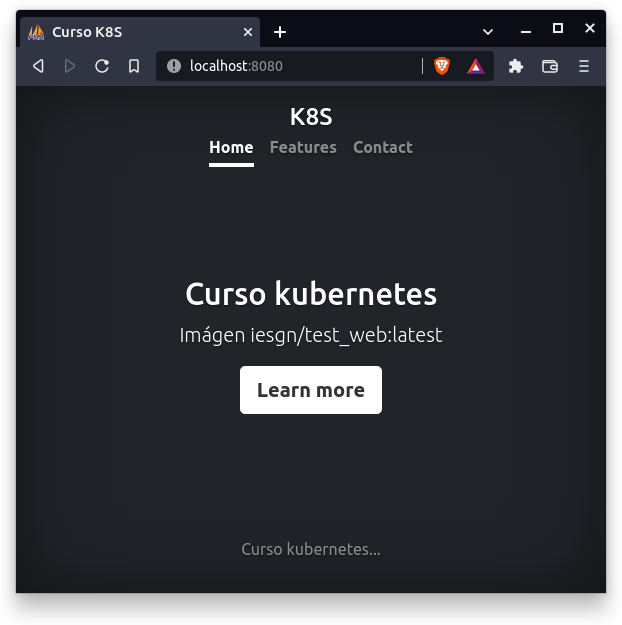 Curso K8S
localhost:8080
K8S
Home Features Contact
Curso kubernetes
Imágen iesgn/test_web:latest
Learn more
Curso kubernetes...